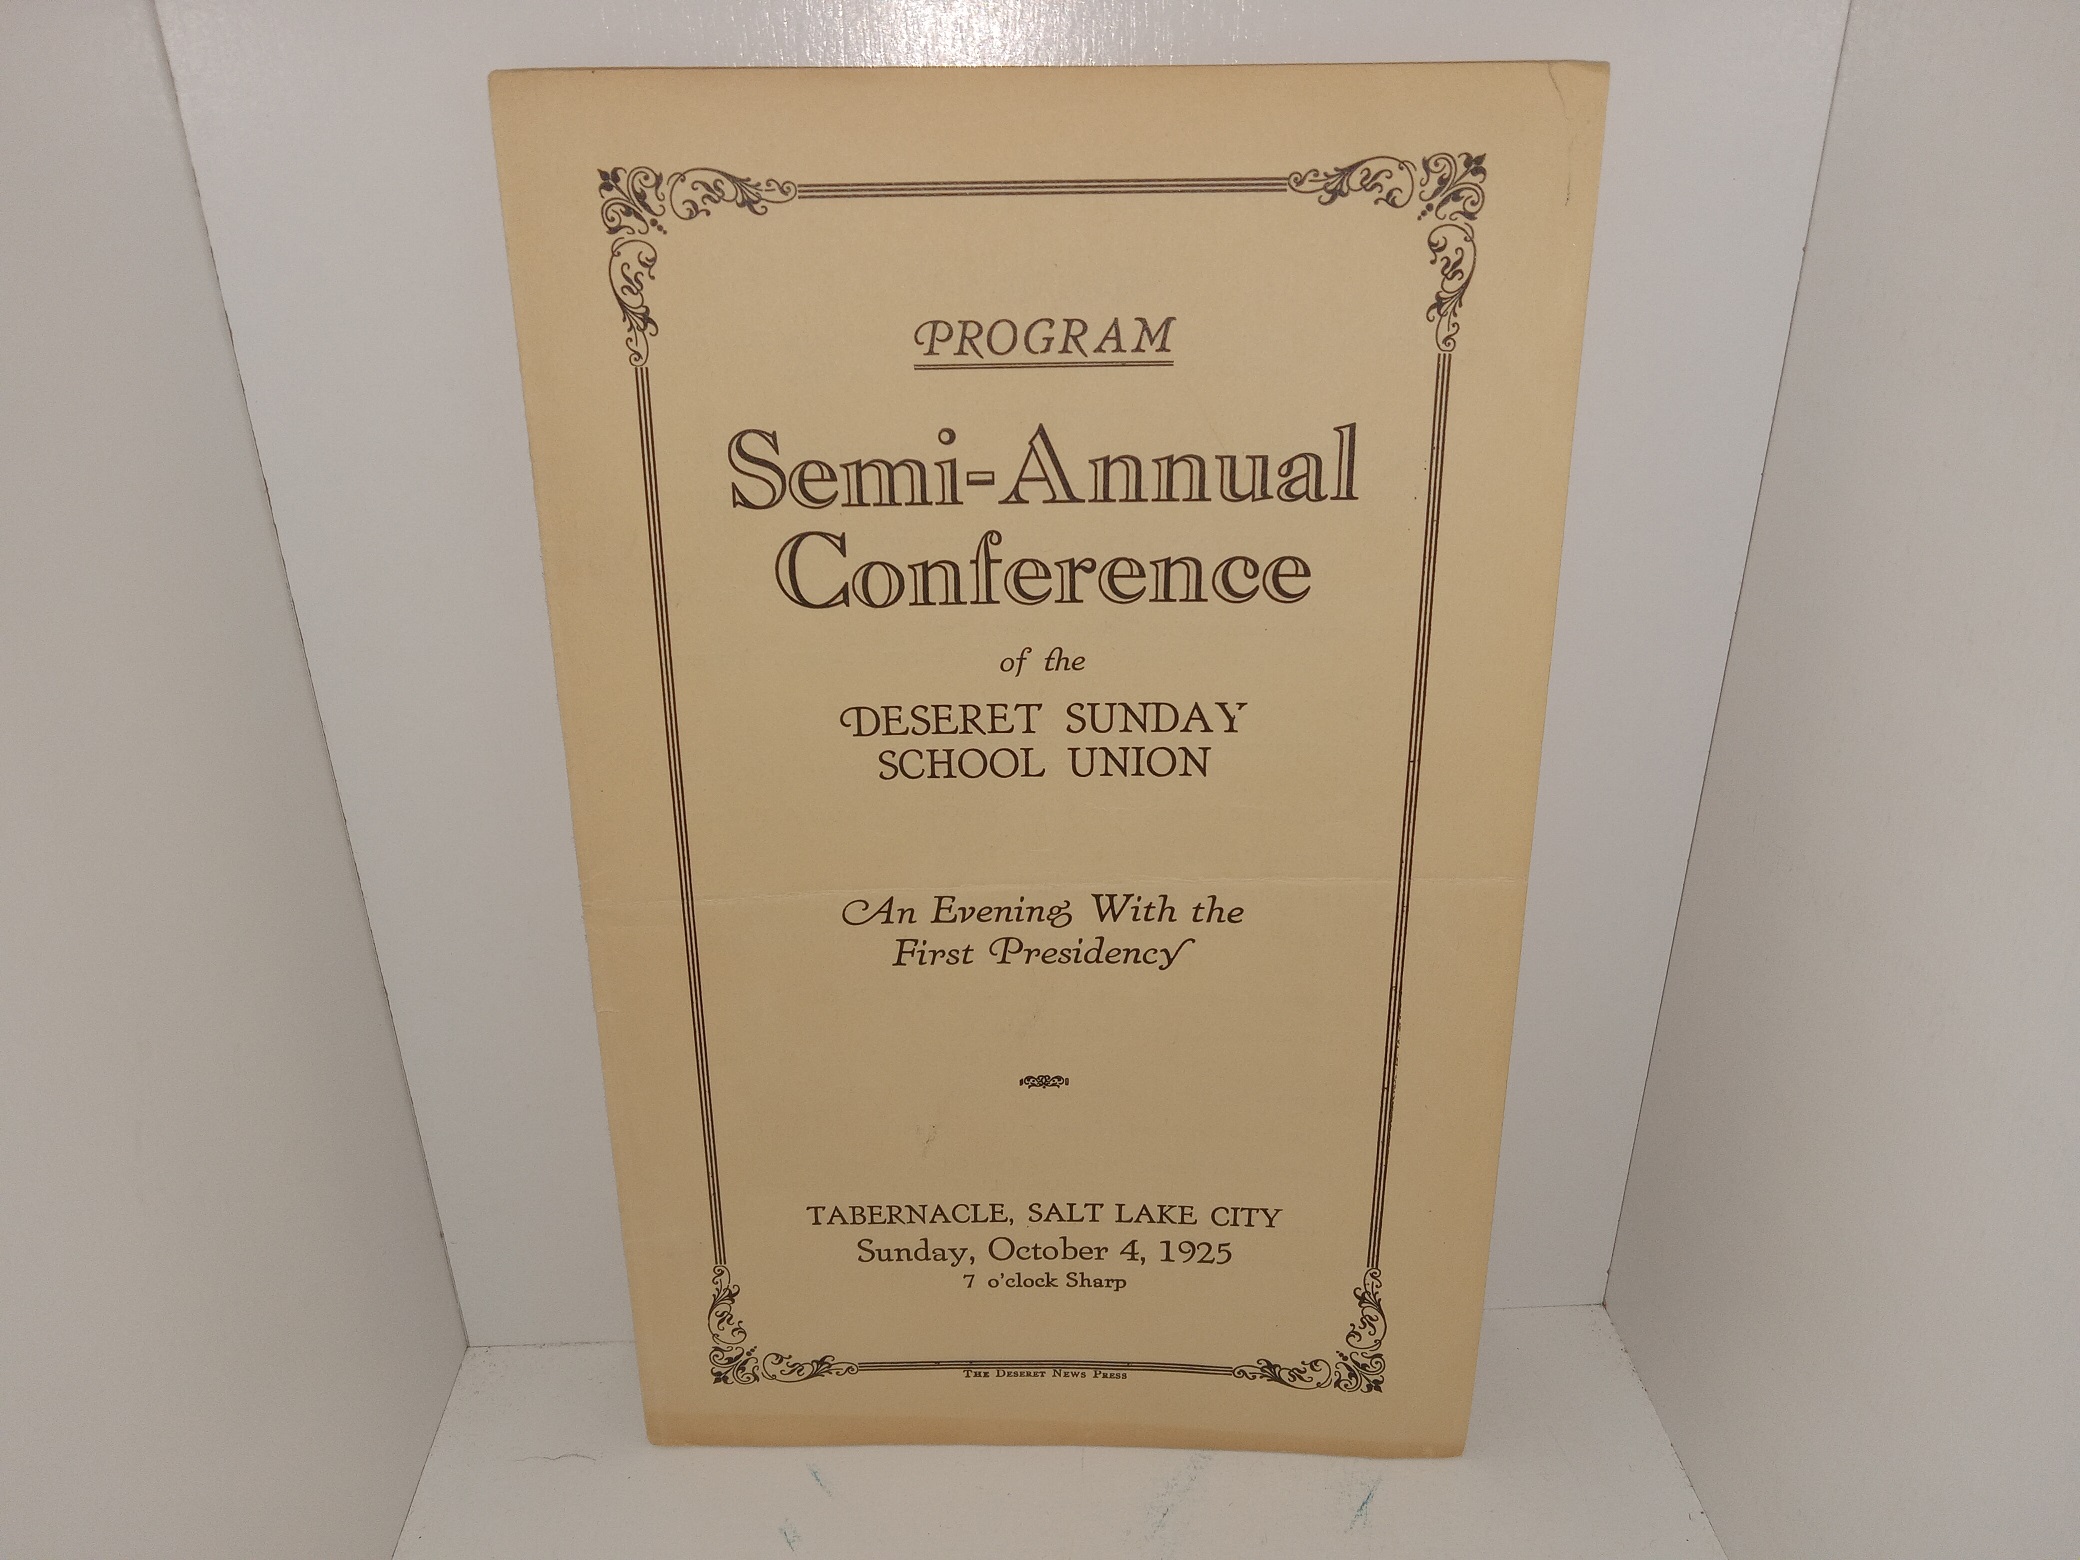 PROGRAM
Semi-Annual
Conference
of the
DESERET SUNDAY
SCHOOL UNION
An Evening With the
First Presidency
TABERNACLE, SALT LAKE CITY
Sunday, October 4, 1925
7 o'clock Sharp
THE DESERET NEWS PRESS